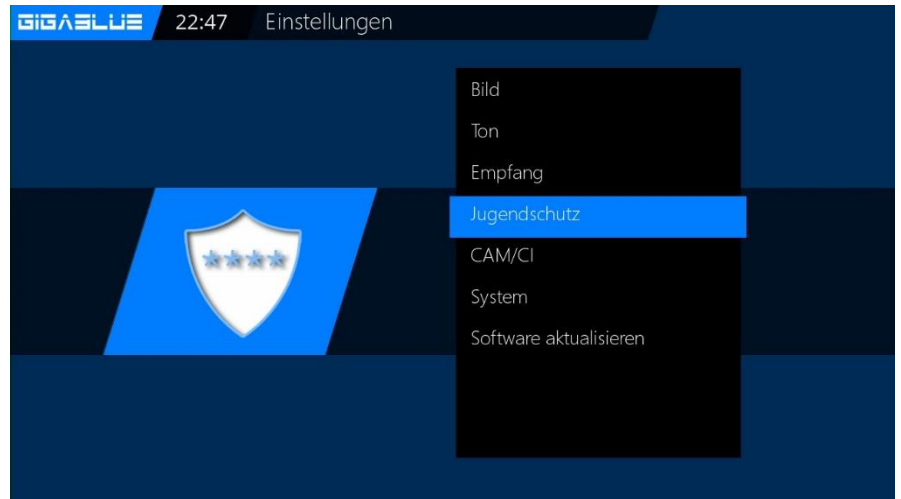 GIGABLUE 22:47 Einstellungen
Bild
Ton
Empfang
Jugendschutz
CAM/CI
System
Software aktualisieren